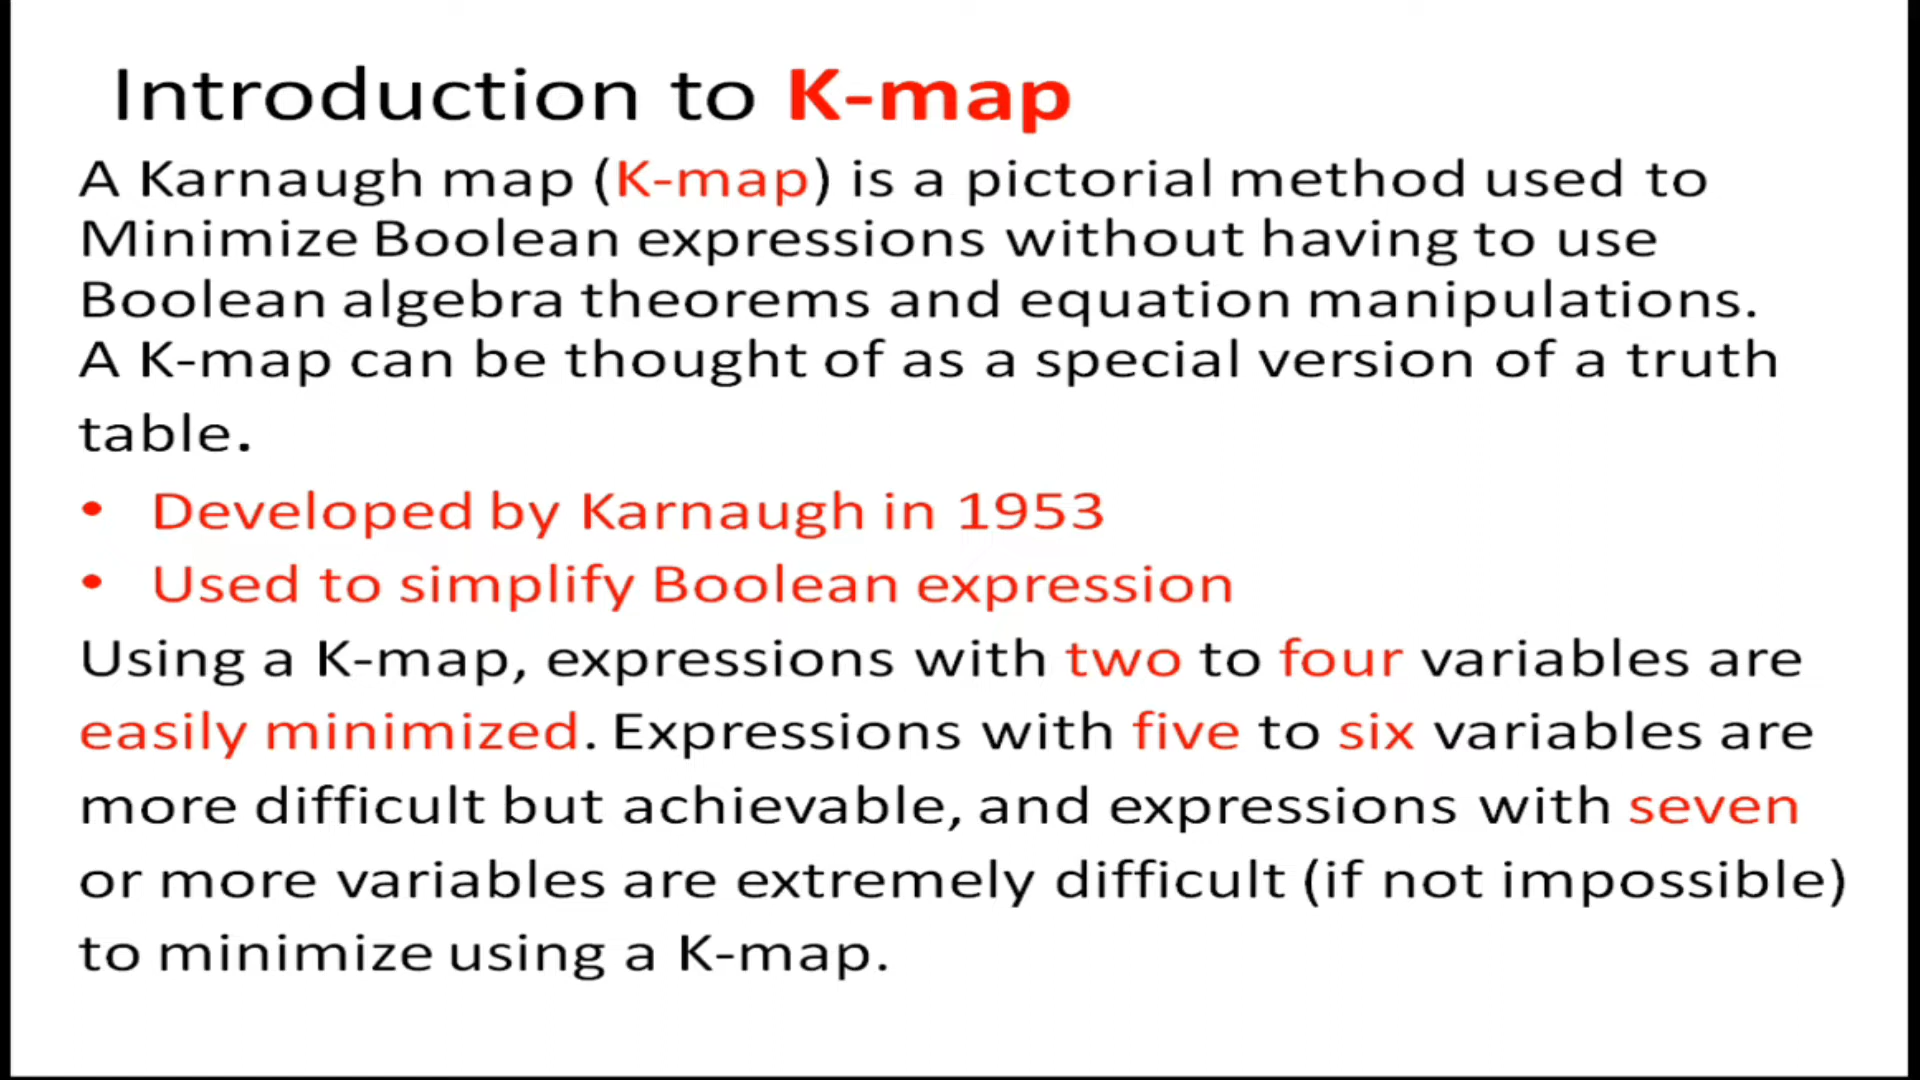 Introduction to K-map
A Karnaugh map (K-map) is a pictorial method used to
Minimize Boolean expressions without having to use
Boolean algebra theorems and equation manipulations.
A K-map can be thought of as a special version of a truth
table.
• Developed by Karnaugh in 1953
• Used to simplify Boolean expression
Using a K-map, expressions with two to four variables are
easily minimized. Expressions with five to six variables are
more difficult but achievable, and expressions with seven
or more variables are extremely difficult (if not impossible)
to minimize using a K-map.